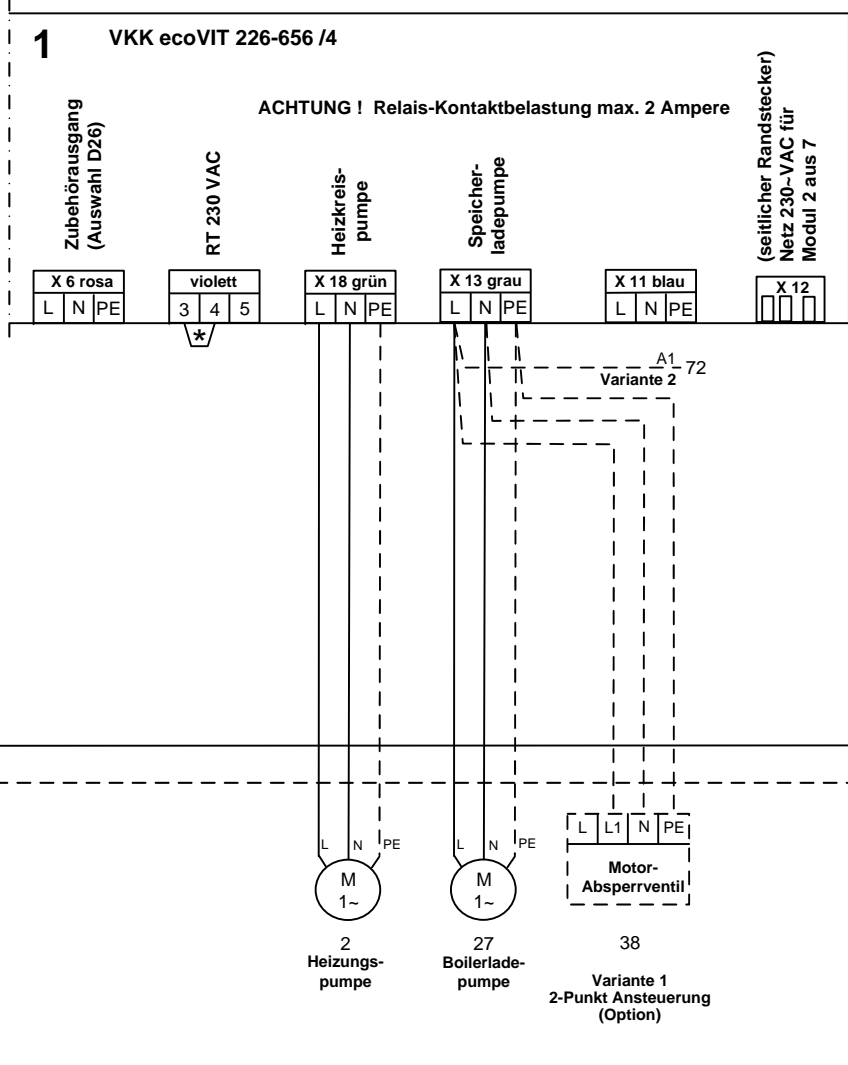 1
VKK ecoVIT 226-656 /4
ACHTUNG ! Relais-Kontaktbelastung max. 2 Ampere
Zubehörausgang
(Auswahl D26)
RT 230 VAC
Heizkreis-
pumpe
Speicher-
ladepumpe
(seitlicher Randstecker)
Netz 230~VAC für
Modul 2 aus 7
X 6 rosa
L N PE
violett
3 4 5
*
X 18 grün
L N PE
X 13 grau
L N PE
X 11 blau
L N PE
X 12
A1
72
Variante 2
L N PE
M
1~
2
Heizungs-
pumpe
L N PE
M
1~
27
Boilerlade-
pumpe
L L1 N PE
Motor-
Absperrventil
38
Variante 1
2-Punkt Ansteuerung
(Option)